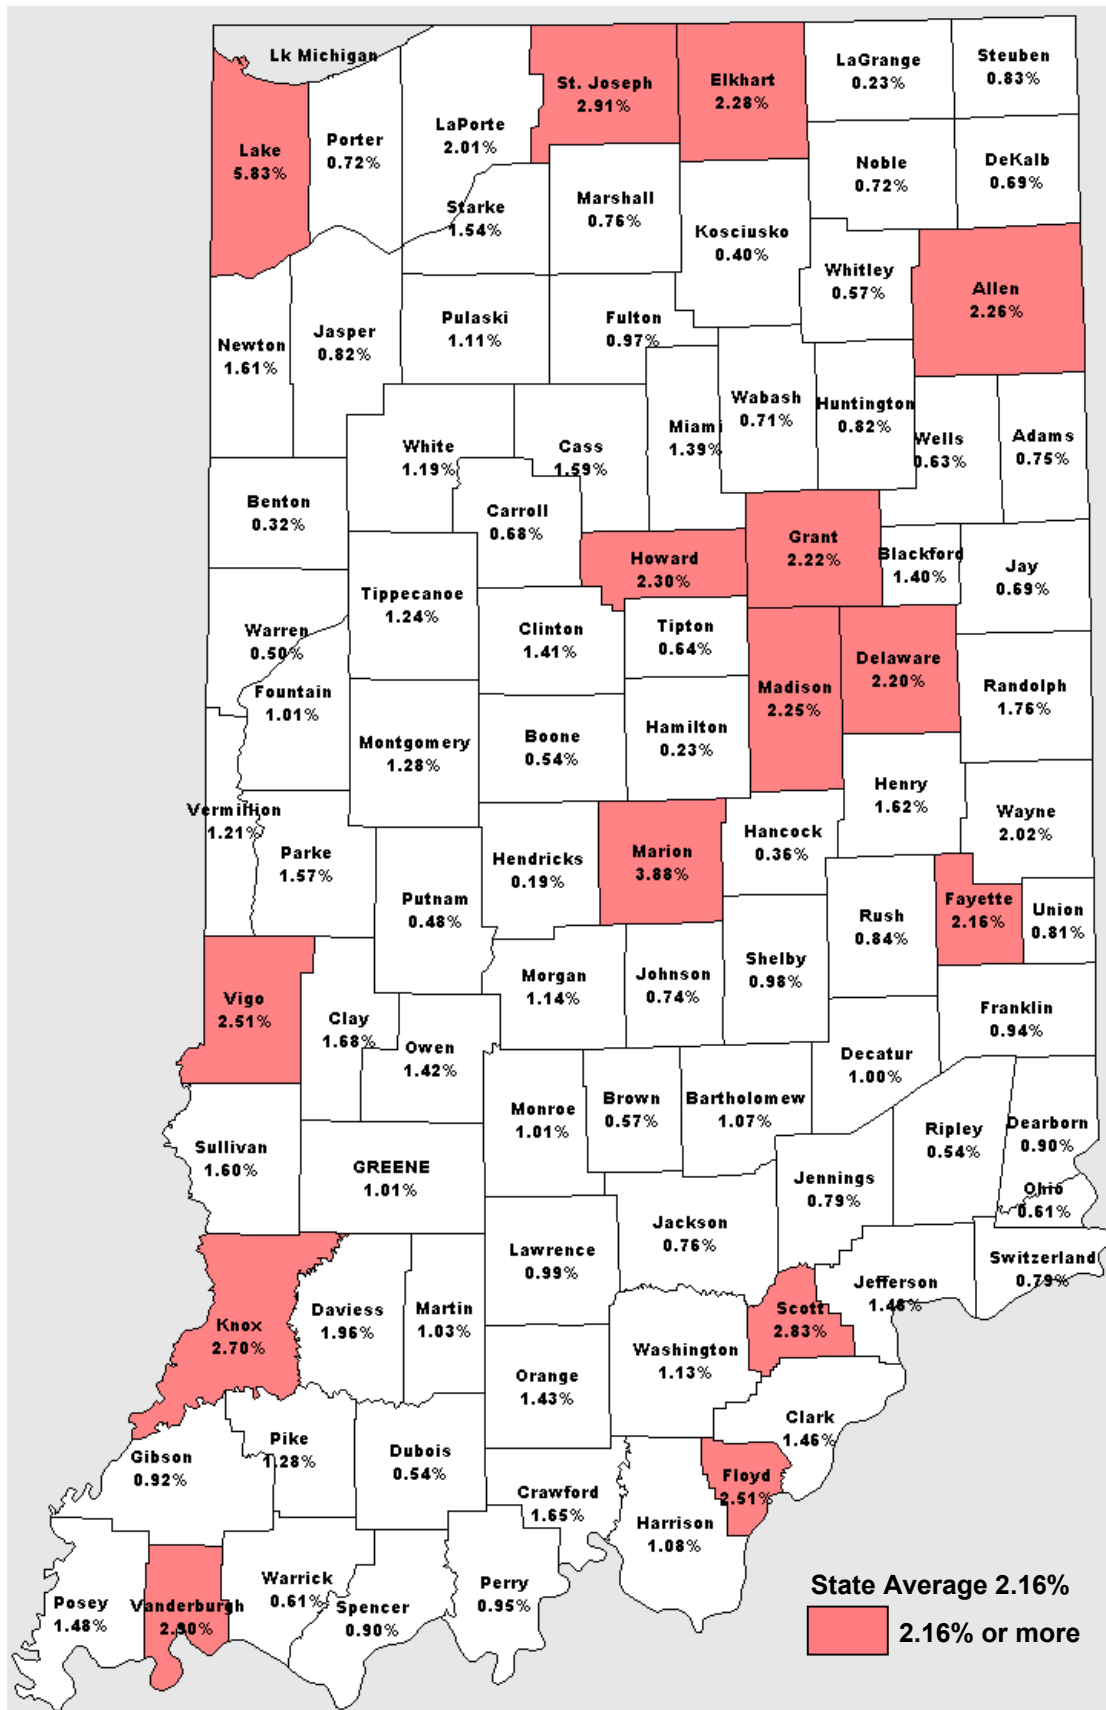 Lk Michigan
St. Joseph
2.91%
Elkhart
2.28%
LaGrange
0.23%
Steuben
0.83%
Lake
5.83%
Porter
0.72%
LaPorte
2.01%
Noble
0.72%
DeKalb
0.69%
Starke
1.54%
Marshall
0.76%
Kosciusko
0.40%
Whitley
0.57%
Allen
2.26%
Newton
1.61%
Jasper
0.82%
Pulaski
1.11%
Fulton
0.97%
White
1.19%
Cass
1.59%
Miami
1.39%
Wabash
0.71%
Huntington
0.82%
Wells
0.63%
Adams
0.75%
Benton
0.32%
Carroll
0.68%
Howard
2.30%
Grant
2.22%
Blackford
1.40%
Jay
0.69%
Warren
0.50%
Tippecanoe
1.24%
Clinton
1.41%
Tipton
0.64%
Madison
2.25%
Delaware
2.20%
Randolph
1.76%
Fountain
1.01%
Montgomery
1.28%
Boone
0.54%
Hamilton
0.23%
Henry
1.62%
Wayne
2.02%
Vermillion
1.21%
Parke
1.57%
Putnam
0.48%
Hendricks
0.19%
Marion
3.88%
Hancock
0.36%
Rush
0.84%
Fayette
2.16%
Union
0.81%
Vigo
2.51%
Clay
1.68%
Owen
1.42%
Morgan
1.14%
Johnson
0.74%
Shelby
0.98%
Franklin
0.94%
Decatur
1.00%
Sullivan
1.60%
GREENE
1.01%
Monroe
1.01%
Brown
0.57%
Bartholomew
1.07%
Jennings
0.79%
Ripley
0.54%
Dearborn
0.90%
Ohio
0.61%
Switzerland
0.79%
Knox
2.70%
Daviess
1.96%
Martin
1.03%
Lawrence
0.99%
Jackson
0.76%
Scott
2.83%
Jefferson
1.48%
Orange
1.43%
Washington
1.13%
Clark
1.46%
Gibson
0.92%
Pike
1.28%
Dubois
0.54%
Crawford
1.65%
Harrison
1.08%
Floyd
2.51%
Posey
1.48%
Vanderburgh
2.90%
Warrick
0.61%
Spencer
0.90%
Perry
0.95%
State Average 2.16%
2.16% or more